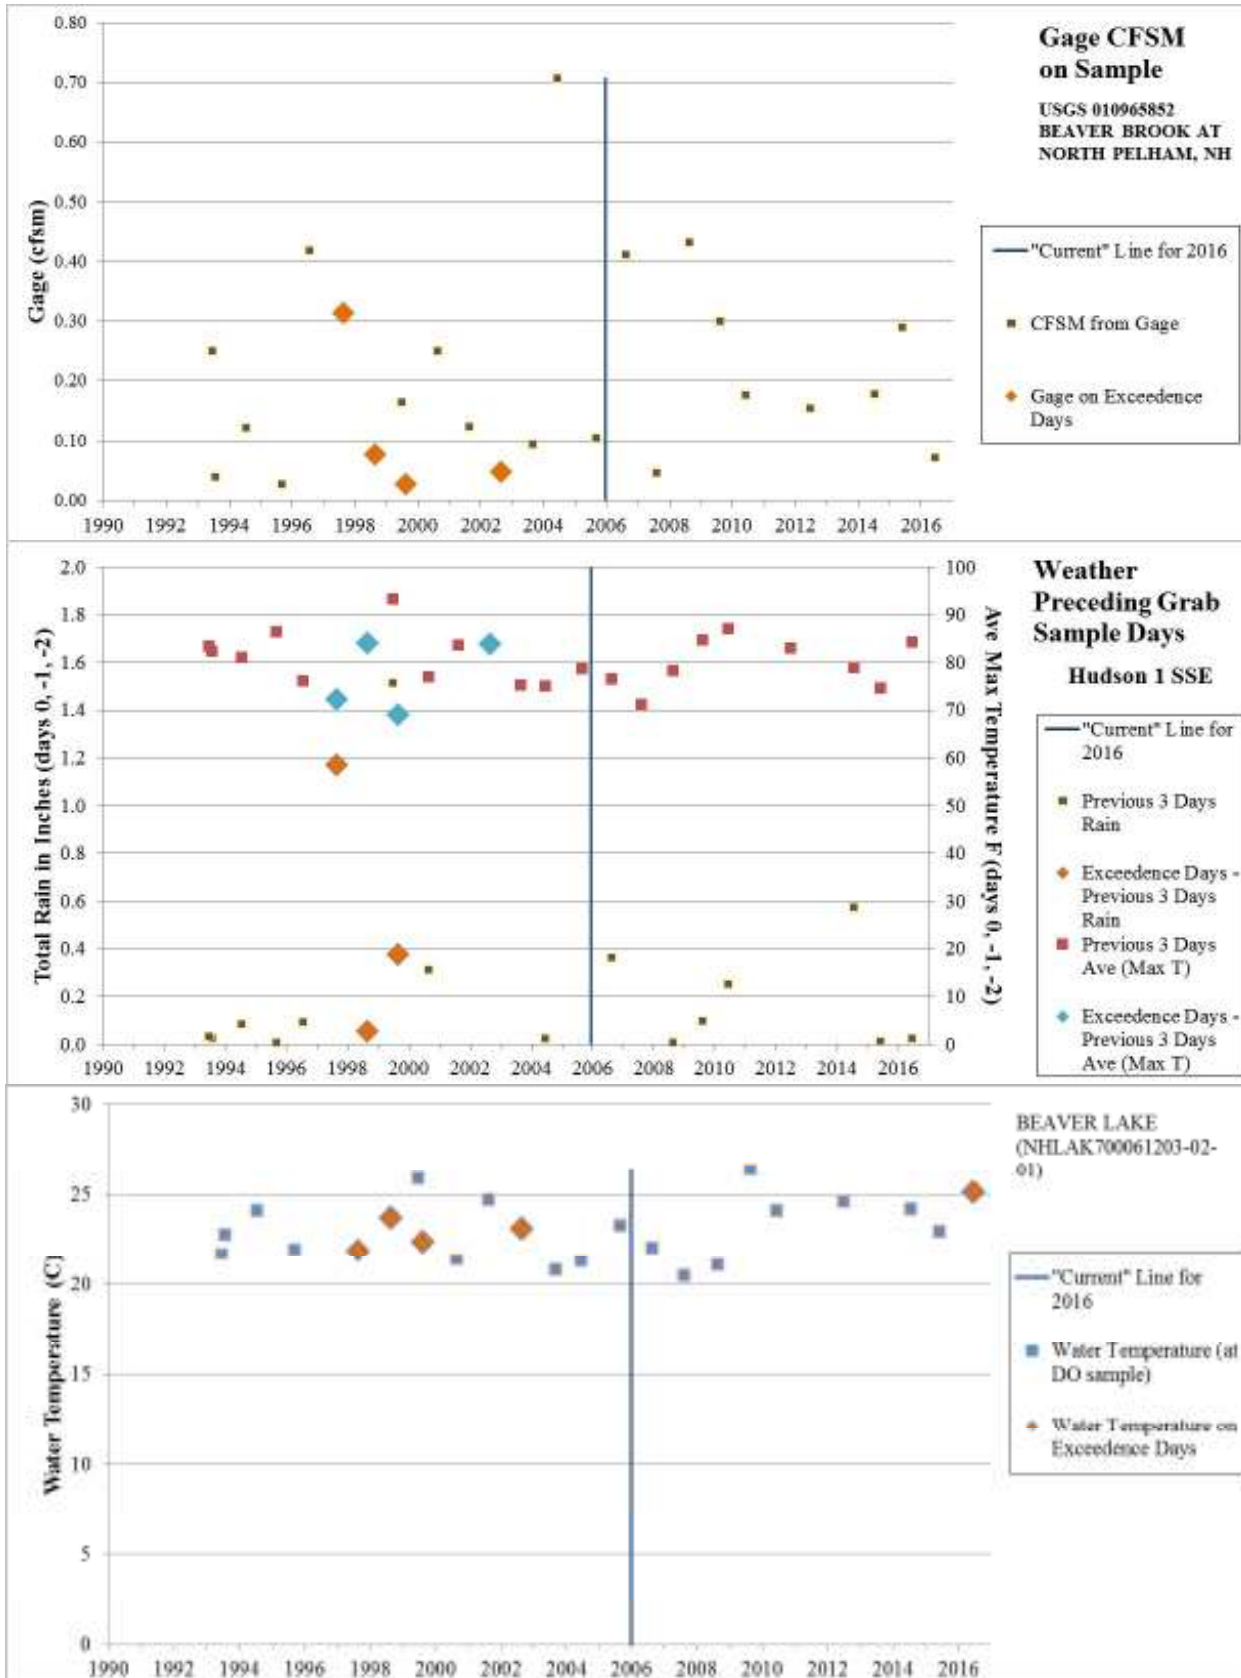 Gage CFSM
on Sample
USGS 010965852
BEAVER BROOK AT
NORTH PELHAM, NH
Gage (cfsm)
0.80
0.70
0.60
0.50
0.40
0.30
0.20
0.10
0.00
1990 1992 1994 1996 1998 2000 2002 2004 2006 2008 2010 2012 2014 2016
"Current" Line for 2016
CFSM from Gage
Gage on Exceedence
Days
Weather
Preceding Grab
Sample Days
Hudson 1 SSE
Total Rain in Inches (days 0, -1, -2)
2.0
1.8
1.6
1.4
1.2
1.0
0.8
0.6
0.4
0.2
0.0
100
90
80
70
60
50
40
30
20
10
0
Ave Max Temperature F (days 0, -1, -2)
1990 1992 1994 1996 1998 2000 2002 2004 2006 2008 2010 2012 2014 2016
"Current" Line for
2016
Previous 3 Days
Rain
Exceedence Days -
Previous 3 Days
Rain
Previous 3 Days
Ave (Max T)
Exceedence Days -
Previous 3 Days
Ave (Max T)
BEAVER LAKE
(NHLAK700061203-02-
01)
Water Temperature (C)
30
25
20
15
10
5
0
1990 1992 1994 1996 1998 2000 2002 2004 2006 2008 2010 2012 2014 2016
"Current" Line for
2016
Water Temperature (at
DO sample)
Water Temperature on
Exceedence Days